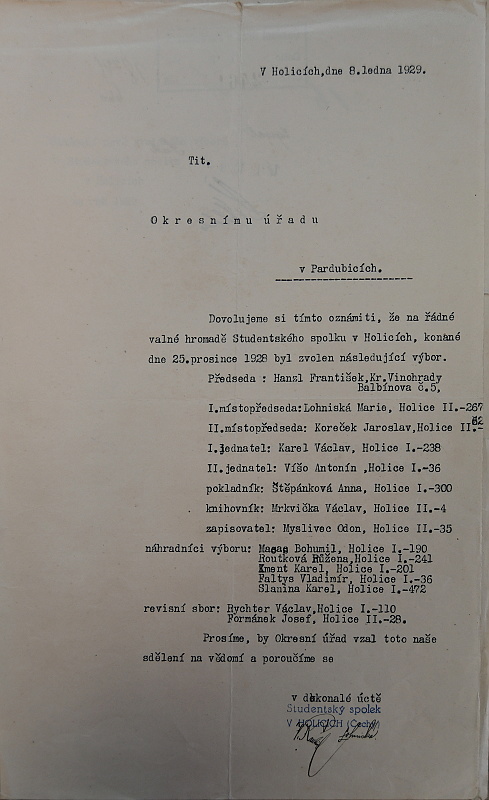 V Holicích,dne 8.ledna 1929.
Tit.
Okresnímu úřadu
v Pardubicích.
Dovolujeme si tímto oznámiti, že na řádné
valné hromadě Studentského spolku v Holicích, konané
dne 25.prosince 1928 byl zvolen následující výbor.
Předseda : Hanzl František,Kr.Vinohrady
Balbínova č.5,
I.místopředseda:Lohniská Marie, Holice II.-267
II.místopředseda: Koreček Jaroslav,Holice II.-82
I.jednatel: Karel Václav, Holice I.-238
II.jednatel: Víšo Antonín ,Holice I.-36
pokladník: Štěpánková Anna, Holice I.-300
knihovník: Mrkvička Václav, Holice II.-4
zapisovatel: Myslivec Odon, Holice II.-35
náhradníci výboru: Bohumil, Holice I.-190
Routková Růžena,Holice I.-241
Kment Karel, Holice I.-201
Faltys Vladimír, Holice I.-36
Slanina Karel, Holice I.-472
revisní sbor: Rychter Václav,Holice I.-110
Formánek Josef, Holice II.-28.
Prosíme, by Okresní úřad vzal toto naše
sdělení na vědomí a poroučíme se
v dokonalé úctě
Studentský spolek
V HOLICÍCH (Čechy)